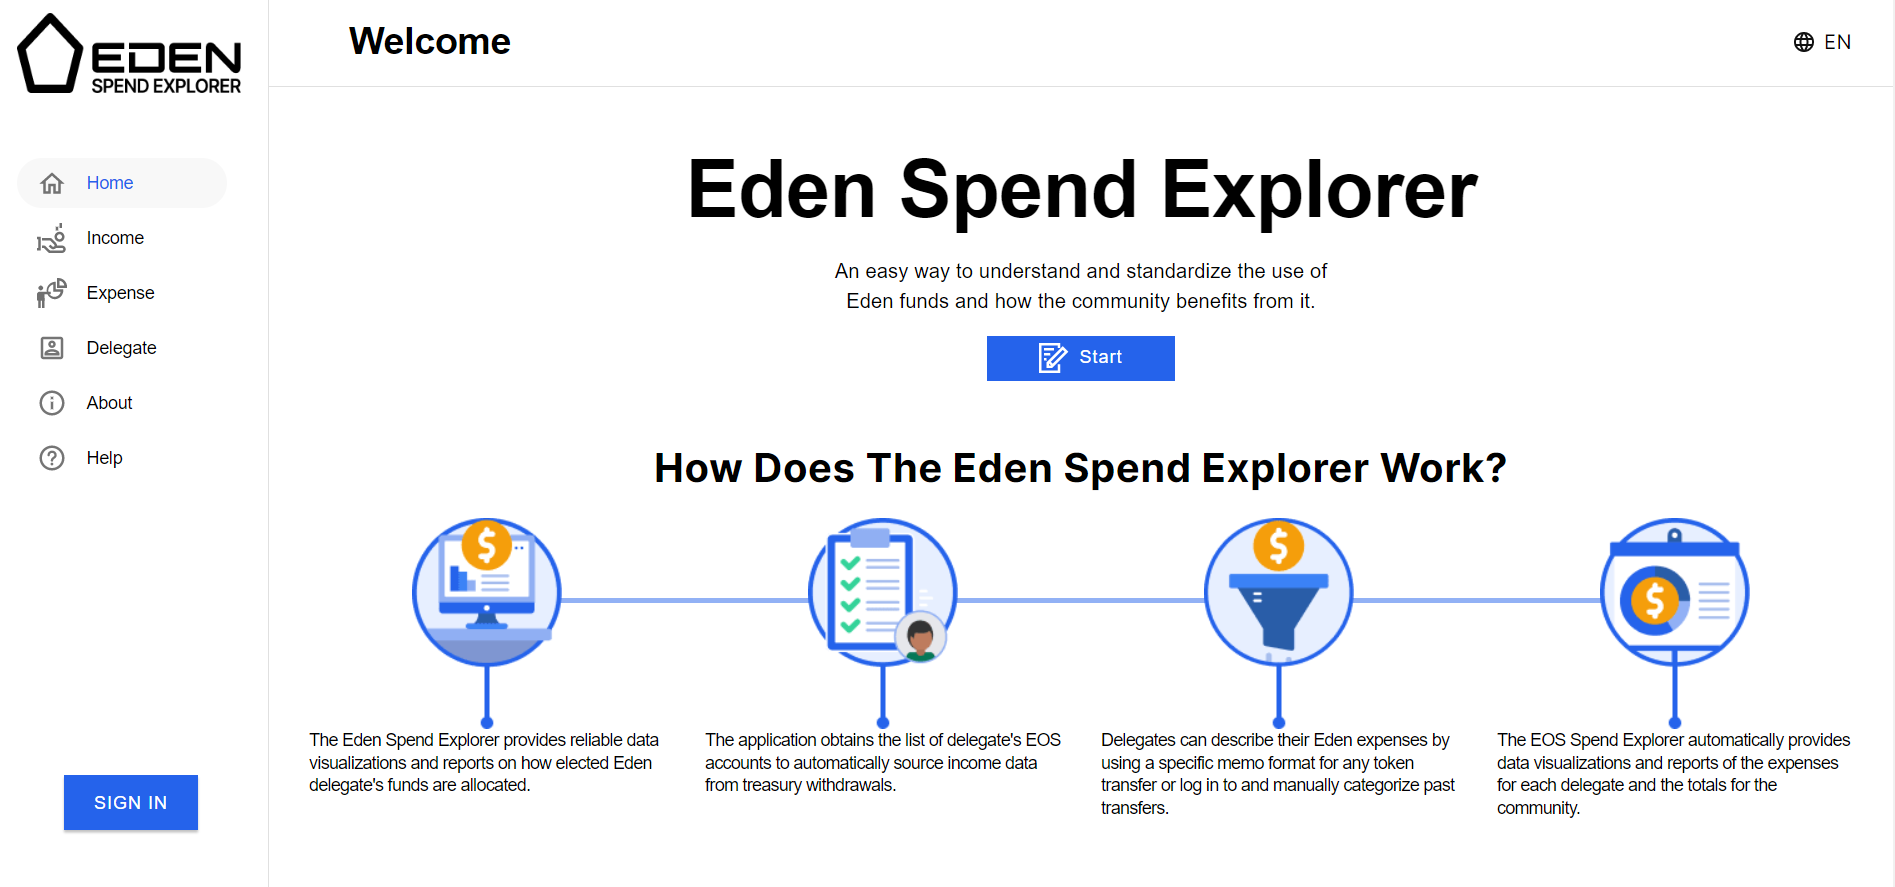 EDEN
SPEND EXPLORER
Welcome
EN
Home
Income
Expense
Delegate
About
Help
SIGN IN
Eden Spend Explorer
An easy way to understand and standardize the use of
Eden funds and how the community benefits from it.
Start
How Does The Eden Spend Explorer Work?
$
The Eden Spend Explorer provides reliable data
visualizations and reports on how elected Eden
delegate's funds are allocated.
The application obtains the list of delegate's EOS
accounts to automatically source income data
from treasury withdrawals.
$
Delegates can describe their Eden expenses by
using a specific memo format for any token
transfer or log in to and manually categorize past
transfers.
$
The EOS Spend Explorer automatically provides
data visualizations and reports of the expenses
for each delegate and the totals for the
community.